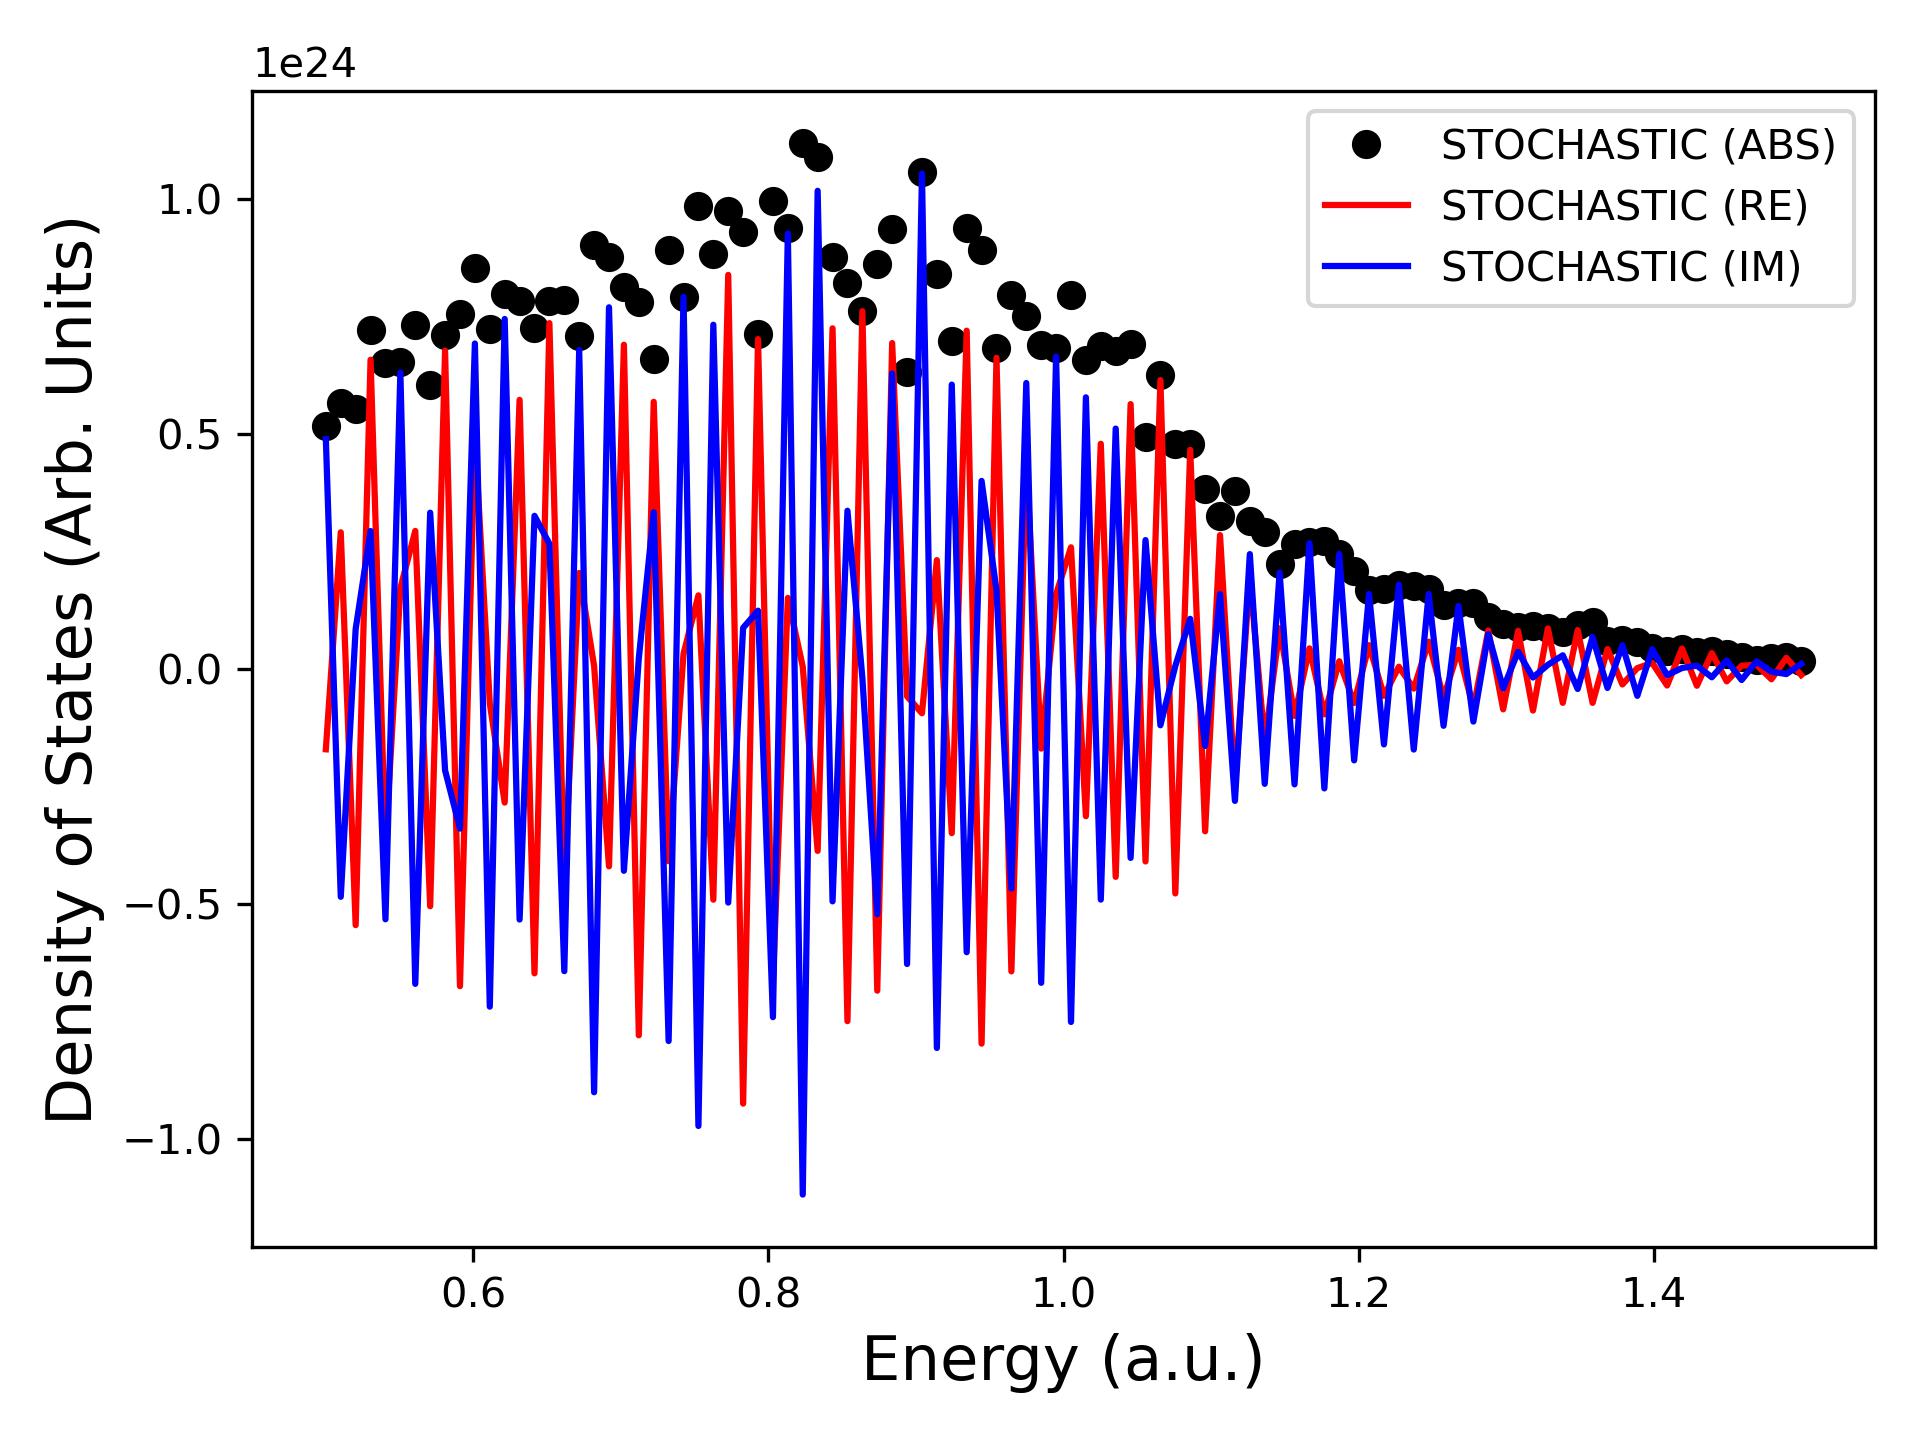 1e24
STOCHASTIC (ABS)
STOCHASTIC (RE)
STOCHASTIC (IM)
1.0
0.5
0.0
−0.5
−1.0
Density of States (Arb. Units)
0.6 0.8 1.0 1.2 1.4
Energy (a.u.)